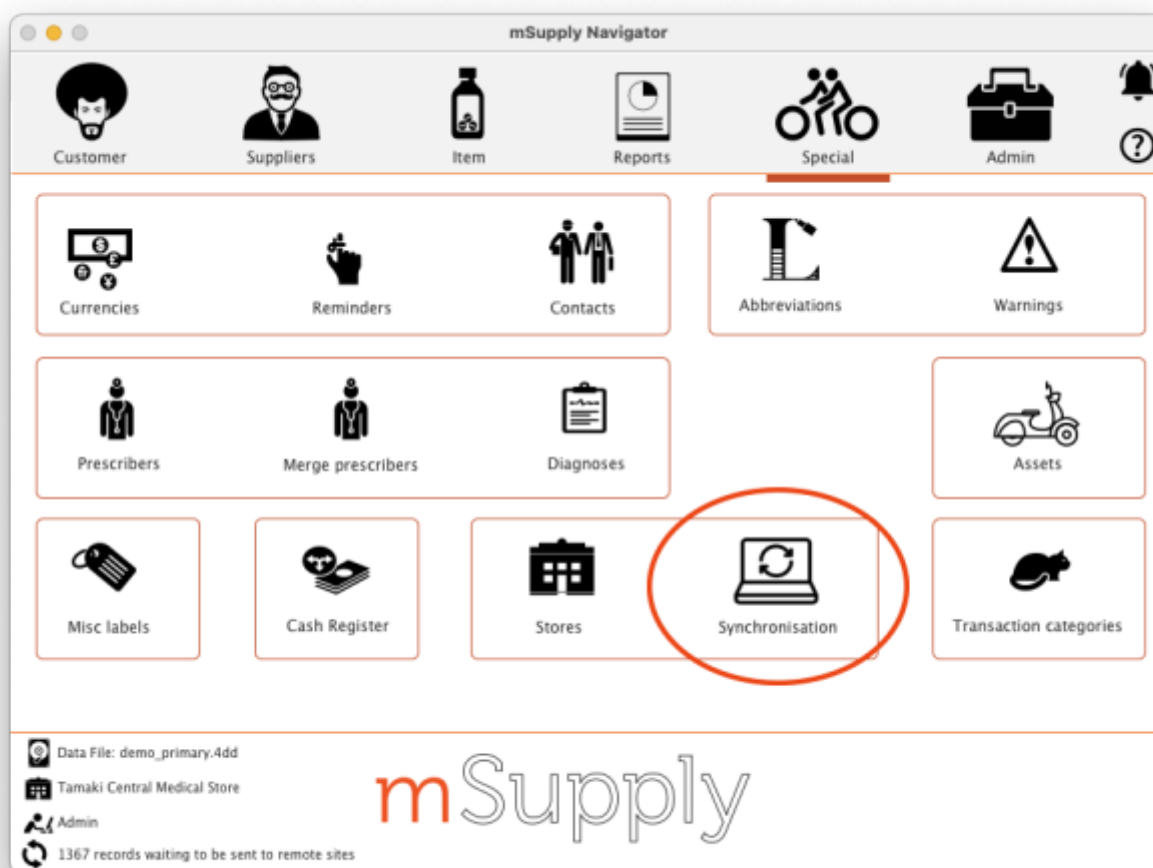 mSupply Navigator
Customer Suppliers Item Reports Special Admin
Currencies Reminders Contacts Abbreviations Warnings
Prescribers Merge prescribers Diagnoses Assets
Misc labels Cash Register Stores Synchronisation Transaction categories
Data File: demo_primary.4dd
Tamaki Central Medical Store
Admin
1367 records waiting to be sent to remote sites
mSupply